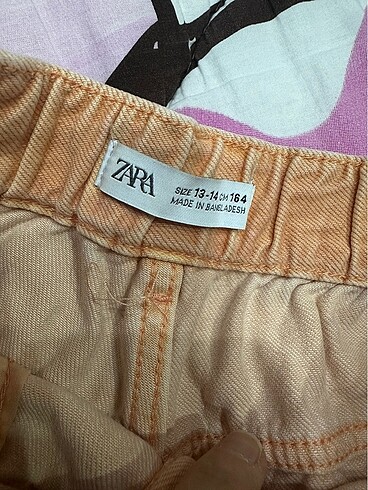 ZARA
SIZE 13-14 CM 164
MADE IN BANGLADESH